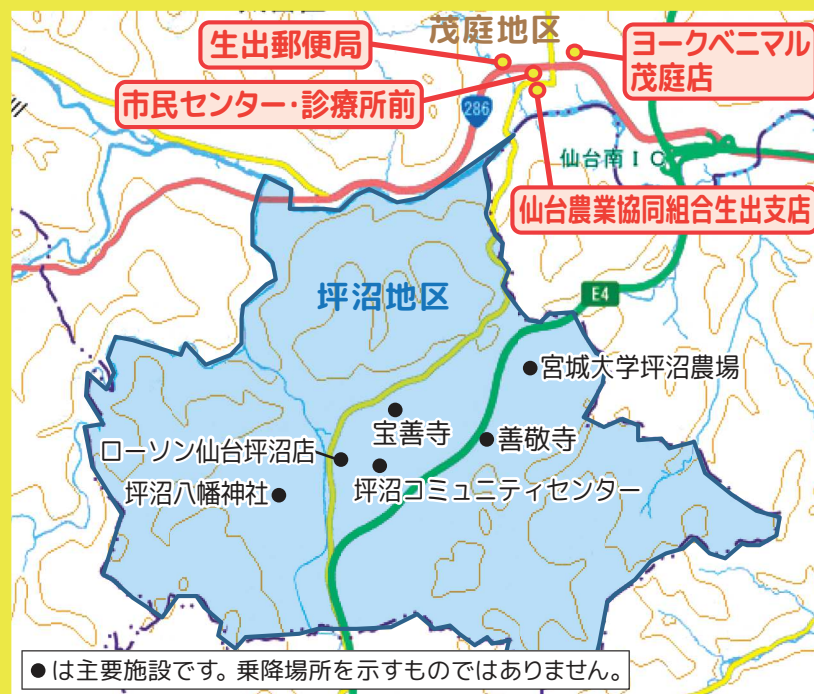 茂庭地区
生出郵便局
ヨークベニマル
茂庭店
市民センター・診療所前
286
仙台南IC
仙台農業協同組合生出支店
坪沼地区
E4
宮城大学坪沼農場
宝善寺
善敬寺
ローソン仙台坪沼店
坪沼コミュニティセンター
坪沼八幡神社
●は主要施設です。乗降場所を示すものではありません。